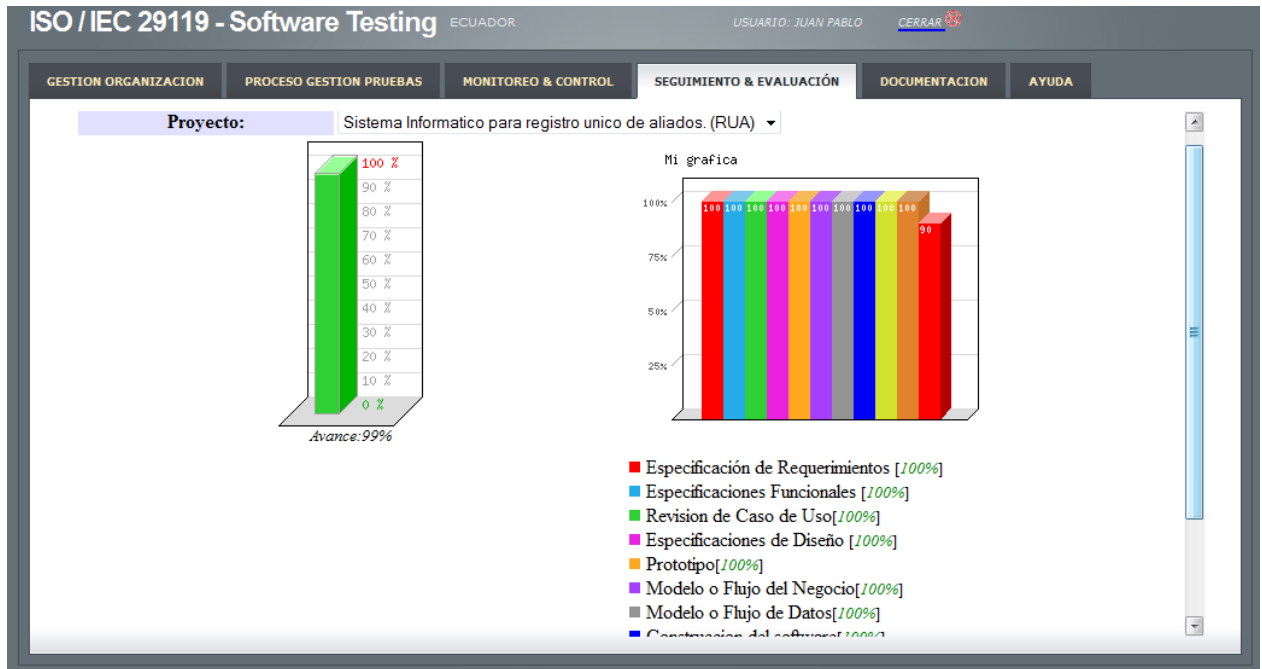 ISO / IEC 29119 - Software Testing ECUADOR USUARIO: JUAN PABLO CERRAR
GESTION ORGANIZACION PROCESO GESTION PRUEBAS MONITOREO & CONTROL SEGUIMIENTO & EVALUACIÓN DOCUMENTACION AYUDA
Proyecto: Sistema Informatico para registro unico de aliados. (RUA)
100 %
90 %
80 %
70 %
60 %
50 %
40 %
30 %
20 %
10 %
0 %
Avance:99%
Mi grafica
100%
75%
50%
25%
100 100 100 100 100 100 100 100 100 100
90
Especificación de Requerimientos [100%]
Especificaciones Funcionales [100%]
Revision de Caso de Uso[100%]
Especificaciones de Diseño [100%]
Prototipo[100%]
Modelo o Flujo del Negocio[100%]
Modelo o Flujo de Datos[100%]
Construccion del software[100%]